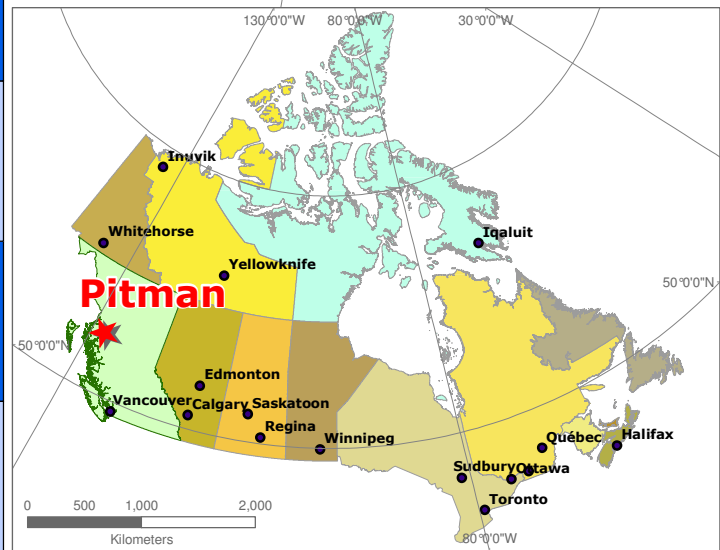 130°0'0"W 80°0'0"W 30°0'0"W
Inuvik
Whitehorse
Iqaluit
Yellowknife
50°0'0"N
Pitman
50°0'0"N
Edmonton
Vancouver Calgary Saskatoon
Regina
Winnipeg
Québec Halifax
Sudbury Ottawa
Toronto
0 500 1,000 2,000
Kilometers
80°0'0"W